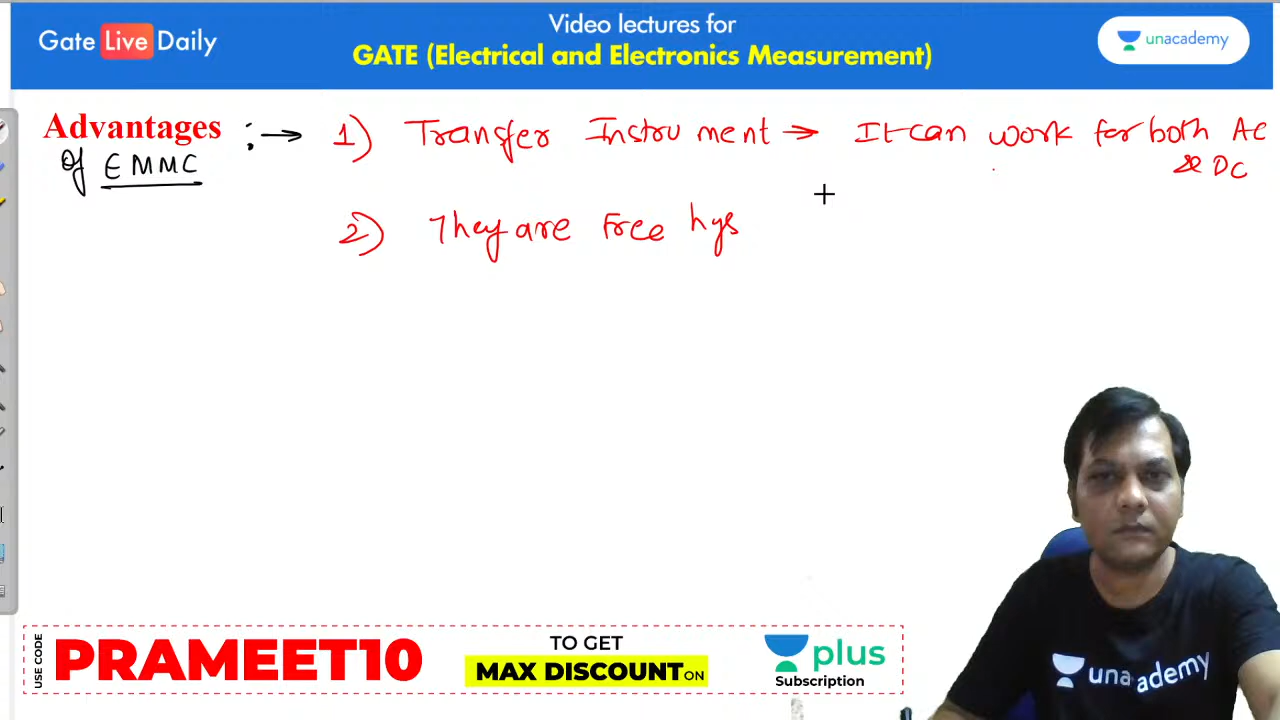 Gate Live Daily
Video lectures for
GATE (Electrical and Electronics Measurement)
unacademy
Advantages :→ 1) Transfer Instrument → It can work for both AC
of EMMC & DC
2) They are Free hys
USE CODE
PRAMEET10
TO GET
MAX DISCOUNT ON
plus
Subscription
unacademy